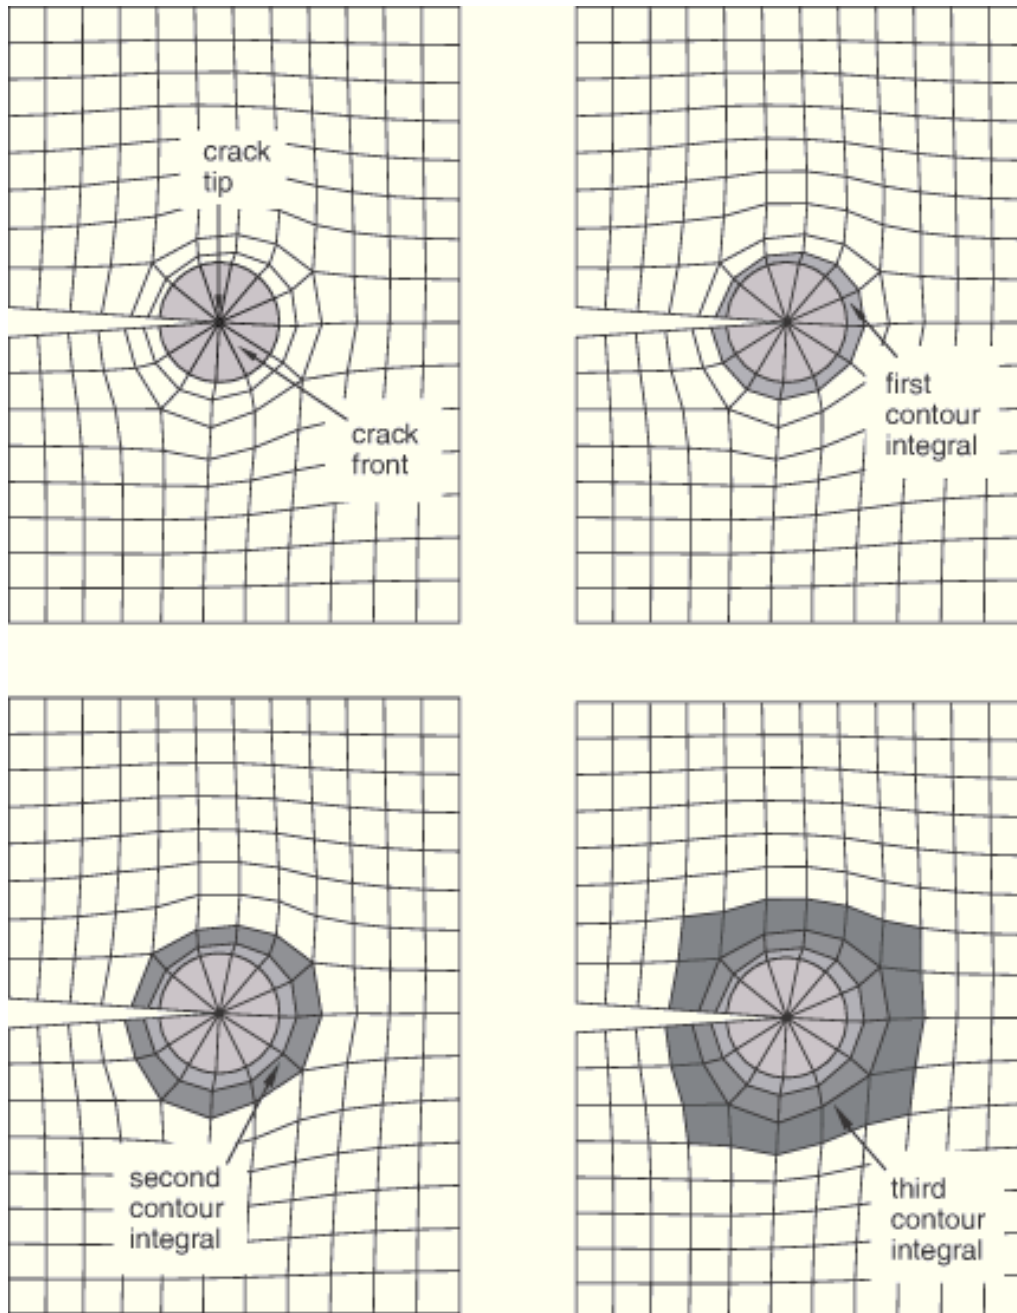 crack
tip
crack
front
first
contour
integral
second
contour
integral
third
contour
integral